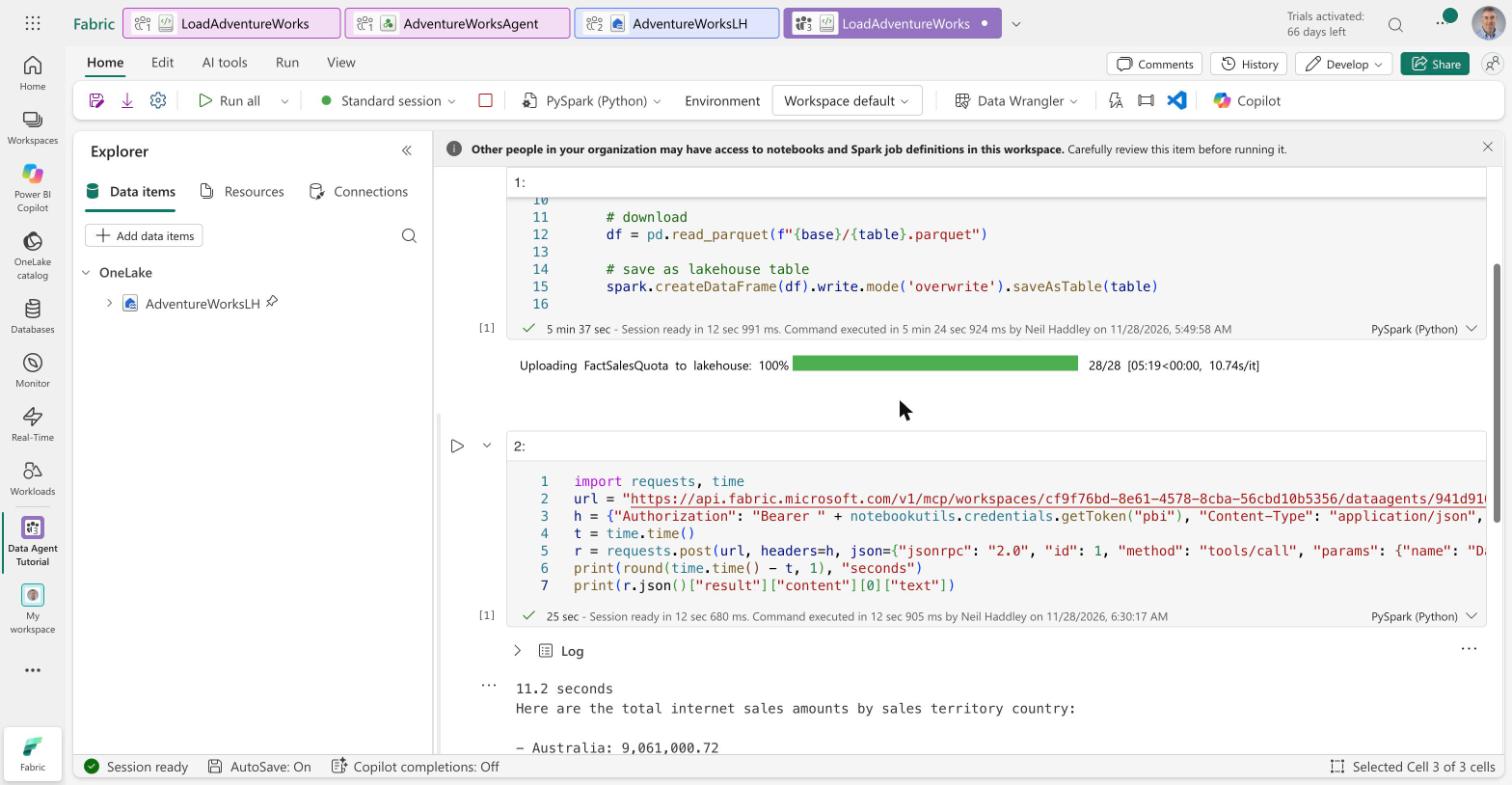 Fabric
LoadAdventureWorks
AdventureWorksAgent
AdventureWorksLH
LoadAdventureWorks
Trials activated:
66 days left
Home
Edit
AI tools
Run
View
Comments
History
Develop
Share
Run all
Standard session
PySpark (Python)
Environment
Workspace default
Data Wrangler
Copilot
Home
Workspaces
Power BI
Copilot
OneLake
catalog
Databases
Monitor
Real-Time
Workloads
Data Agent
Tutorial
My
workspace
Fabric
Explorer
Data items
Resources
Connections
Add data items
OneLake
AdventureWorksLH
Other people in your organization may have access to notebooks and Spark job definitions in this workspace. Carefully review this item before running it.
1:
10
11 # download
12 df = pd.read_parquet(f"{base}/{table}.parquet")
13
14 # save as lakehouse table
15 spark.createDataFrame(df).write.mode('overwrite').saveAsTable(table)
16
[1] 5 min 37 sec - Session ready in 12 sec 991 ms. Command executed in 5 min 24 sec 924 ms by Neil Haddley on 11/28/2026, 5:49:58 AM PySpark (Python)
Uploading FactSalesQuota to lakehouse: 100% 28/28 [05:19<00:00, 10.74s/it]
2:
1 import requests, time
2 url = "https://api.fabric.microsoft.com/v1/mcp/workspaces/cf9f76bd-8e61-4578-8cba-56cbd10b5356/dataagents/941d91
3 h = {"Authorization": "Bearer " + notebookutils.credentials.getToken("pbi"), "Content-Type": "application/json",
4 t = time.time()
5 r = requests.post(url, headers=h, json={"jsonrpc": "2.0", "id": 1, "method": "tools/call", "params": {"name": "Da
6 print(round(time.time() - t, 1), "seconds")
7 print(r.json()["result"]["content"][0]["text"])
[1] 25 sec - Session ready in 12 sec 680 ms. Command executed in 12 sec 905 ms by Neil Haddley on 11/28/2026, 6:30:17 AM PySpark (Python)
Log
11.2 seconds
Here are the total internet sales amounts by sales territory country:
- Australia: 9,061,000.72
Session ready
AutoSave: On
Copilot completions: Off
Selected Cell 3 of 3 cells